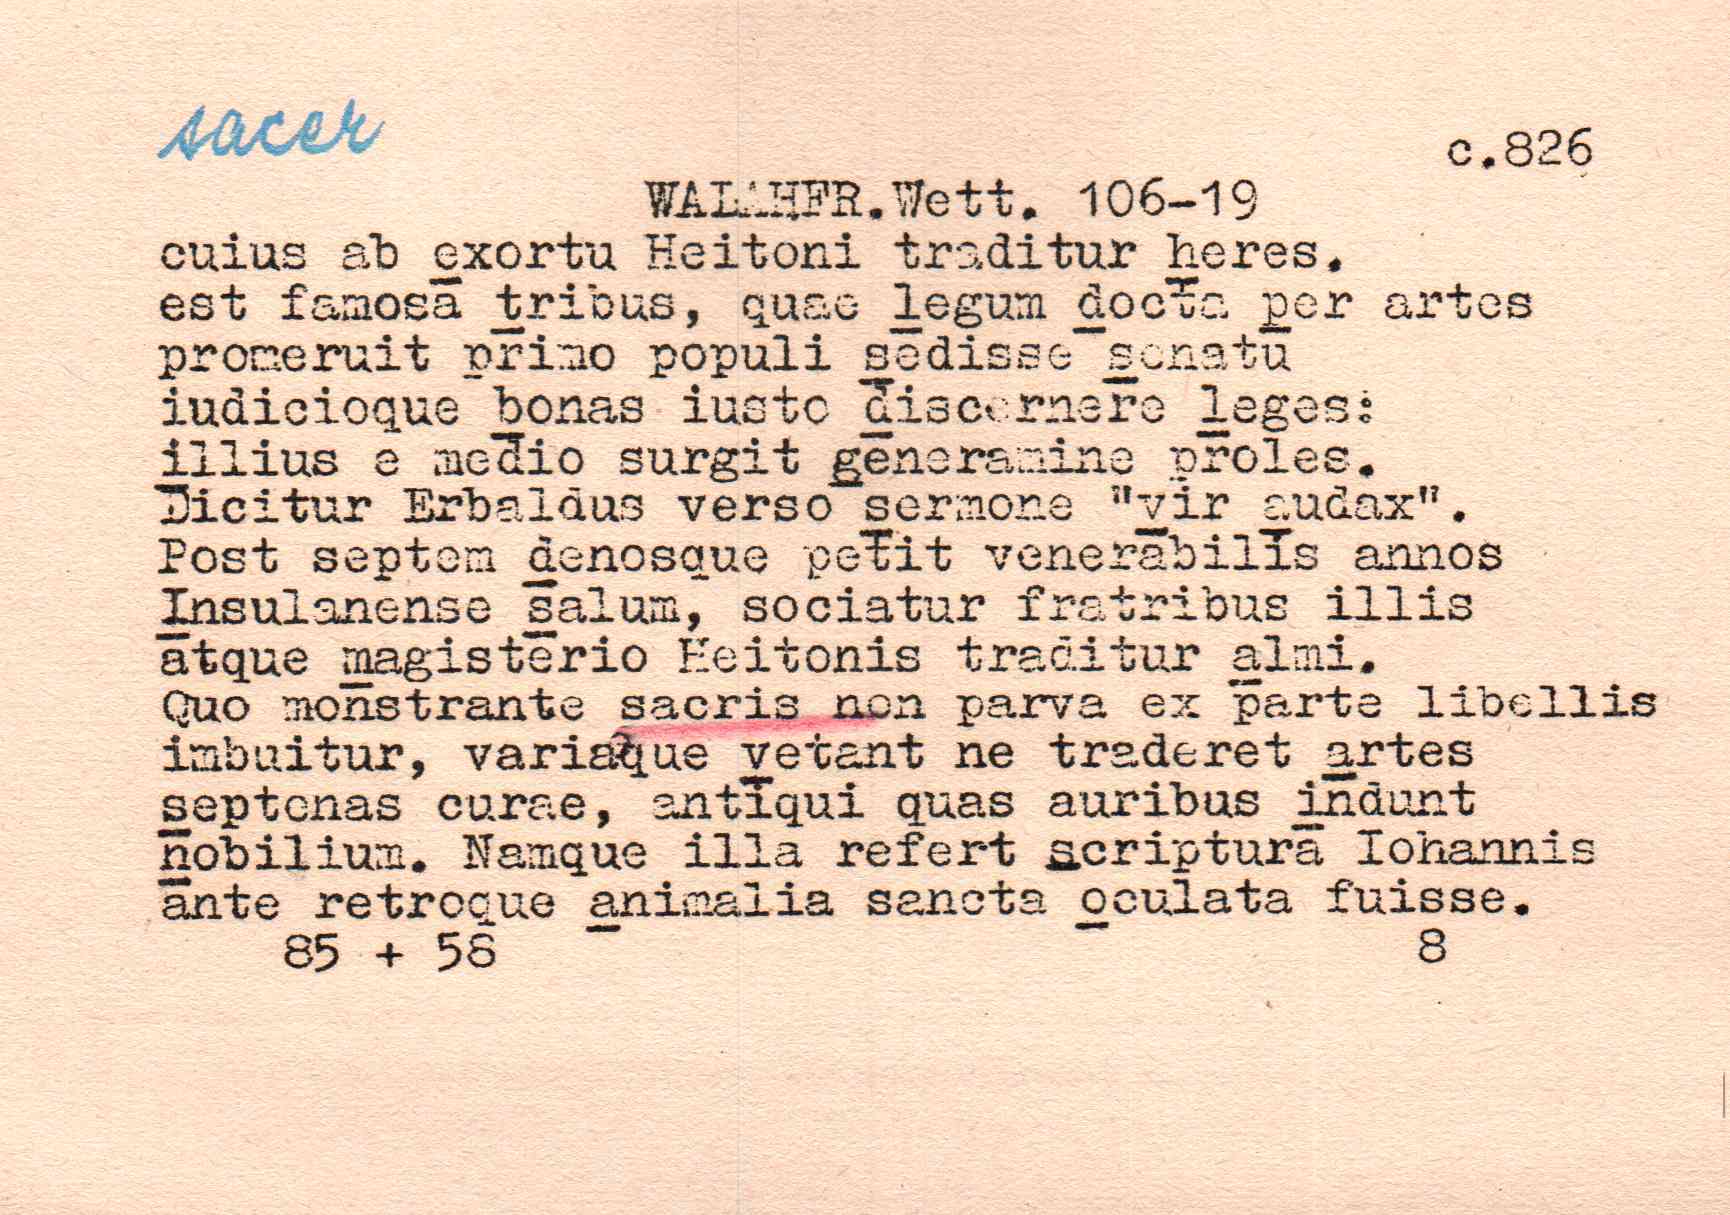 sacer
c.826
WALAHFR.Wett. 106-19
cuius ab exortu Heitoni traditur heres.
est famosa tribus, quae legum docta per artes
promeruit primo populi sedisse senatu
iudicioque bonas iusto discernere leges:
illius e medio surgit generamine proles.
Dicitur Erbaldus verso sermone "vir audax".
Post septem denosque petit venerabilis annos
Insulanense salum, sociatur fratribus illis
atque magisterio Heitonis traditur almi.
Quo monstrante sacris non parva ex parte libellis
imbuitur, variaque vetant ne traderet artes
septenas curae, antiqui quas auribus indunt
nobilium. Namque illa refert scriptura Iohannis
ante retroque animalia sancta oculata fuisse.
85 + 58 8